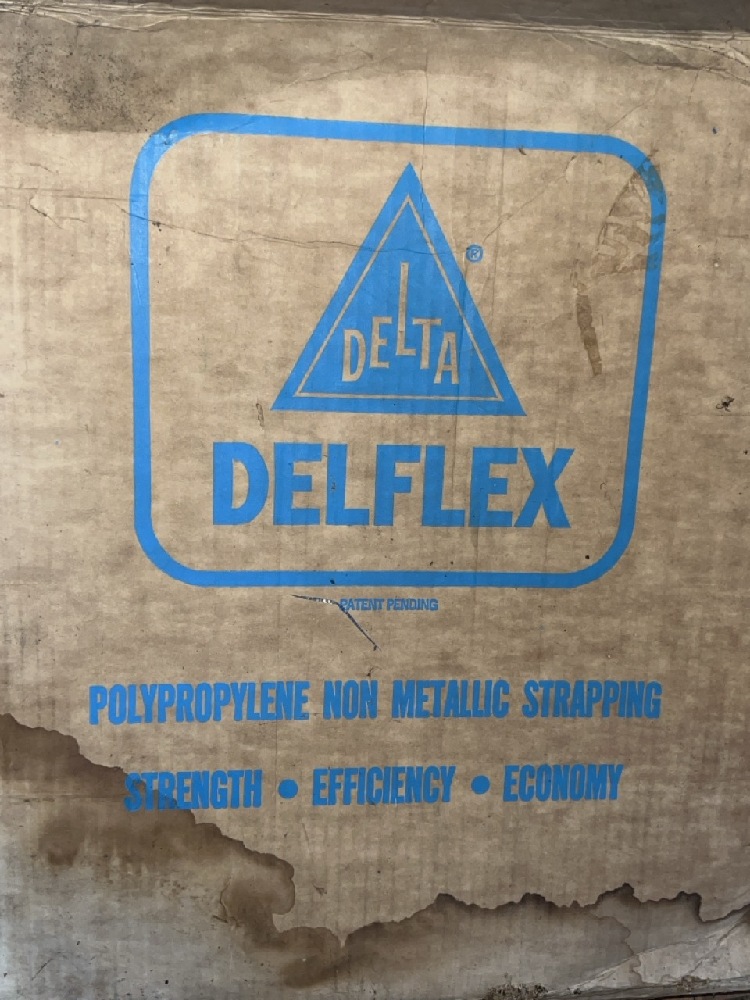 ®
DELTA
DELFLEX
PATENT PENDING
POLYPROPYLENE NON METALLIC STRAPPING
STRENGTH • EFFICIENCY • ECONOMY